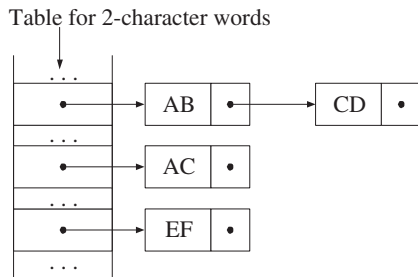 Table for 2-character words
. . .
AB CD
. . .
AC
. . .
EF
. . .